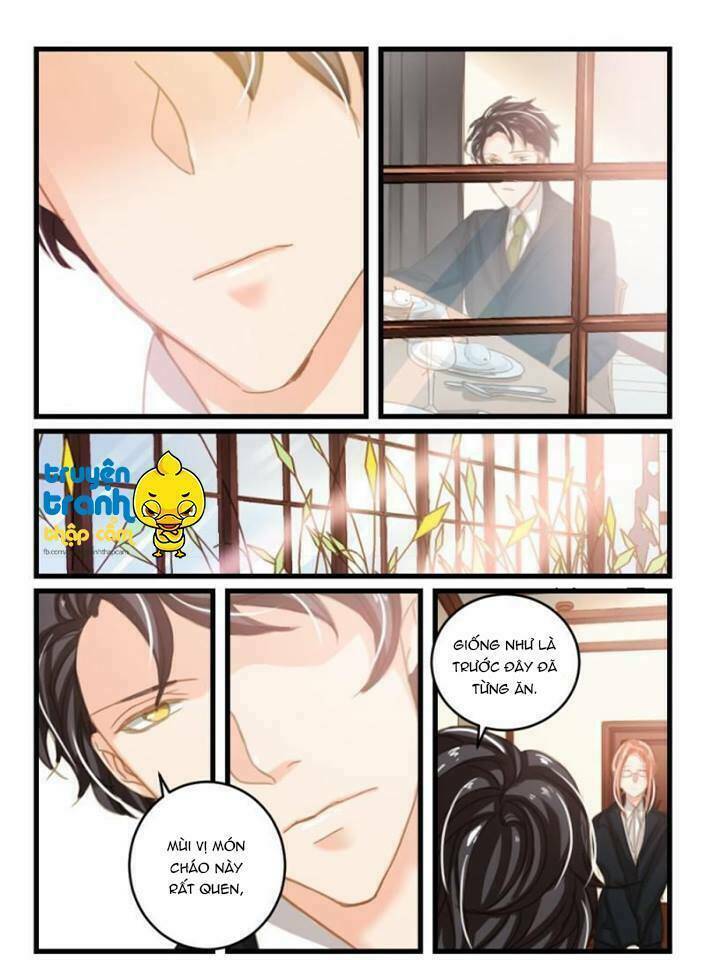 truyện
tranh
thập cẩm
MÙI VỊ MÓN
CHÁO NÀY
RẤT QUEN,
GIỐNG NHƯ LÀ
TRƯỚC ĐÂY ĐÃ
TỪNG ĂN.